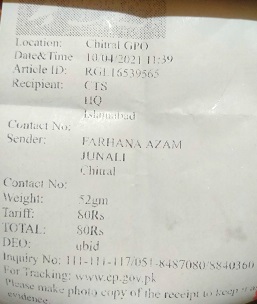 Location: Chitral GPO
Date&Time 10/04/2021 11:39
Article ID: RGL16539565
Recipient: CTS
HQ
Islamabad
Contact No:
Sender: FARHANA AZAM
JUNALI
Chitral
Contact No:
Weight: 52gm
Tariff: 80Rs
TOTAL: 80Rs
DEO: ubid
Inquiry No: 111-111-117/051-8487080/8840360
For Tracking: www.ep.gov.pk
Please make photo copy of the receipt to keep it
evidence